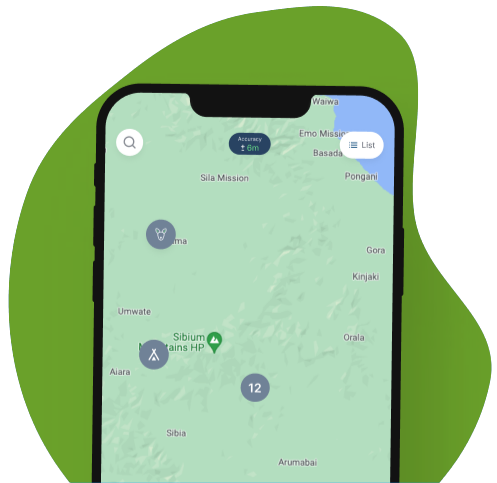 Waiwa
Accuracy
6m
Emo Mission
List
Basada
Sila Mission
Pongani
ma
Gora
Kinjaki
Umwate
Sibium
tains HP
Orala
Aiara
12
Sibia
Arumabai